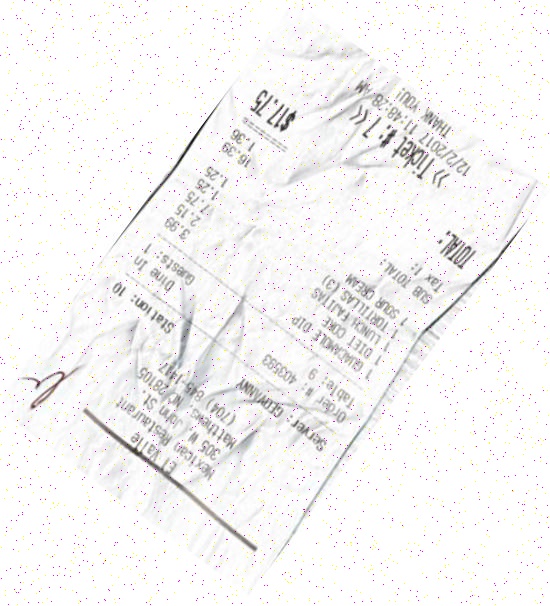 El Valle
Mexican Restaurant
305 W John St.
Matthews NC 28105
(704) 845-1417
Server: GEOVANNY
Station: 10
Order #: 403593
Dine In
Table: 9
Guests: 1
1 GUACAMOLE DIP 3.99
1 DIET COKE 2.15
1 LUNCH FAJITAS 7.75
1 TORTILLAS (3) 1.25
1 SOUR CREAM 1.25
SUB TOTAL: 16.39
Tax 1: 1.36
TOTAL: $17.75
>> Ticket #: 7 <<
12/2/2017 11:48:28 AM
THANK YOU!